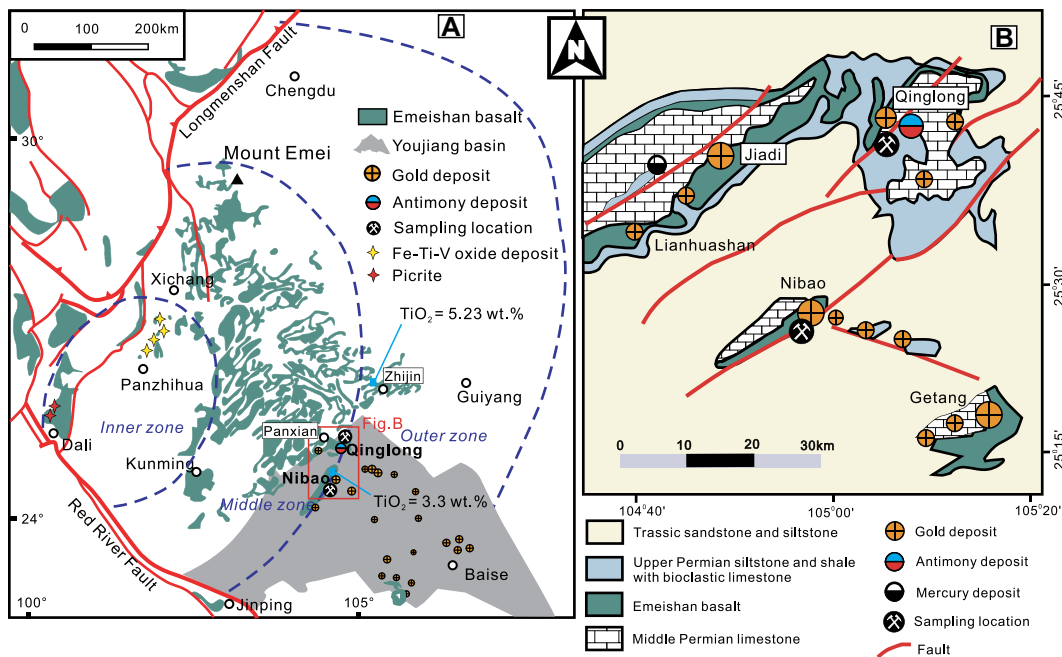 0 100 200km
A
Longmenshan Fault
Chengdu
Emeishan basalt
Youjiang basin
Gold deposit
Antimony deposit
Sampling location
Fe-Ti-V oxide deposit
Picrite
30
Mount Emei
Xichang
TiO2 = 5.23 wt.%
Zhijin
Panzhihua
Guiyang
Inner zone
Fig.B
Panxian
Outer zone
Dali
Qinglong
Kunming
Nibao
Middle zone
TiO2 = 3.3 wt.%
24
Red River Fault
Baise
Jinping
100
105
N
B
25°45'
Qinglong
Jiadi
Lianhuashan
25°30'
Nibao
Getang
0 10 20 30km
25°15'
104°40'
105°00'
105°20'
Trassic sandstone and siltstone
Upper Permian siltstone and shale
with bioclastic limestone
Emeishan basalt
Middle Permian limestone
Gold deposit
Antimony deposit
Mercury deposit
Sampling location
Fault